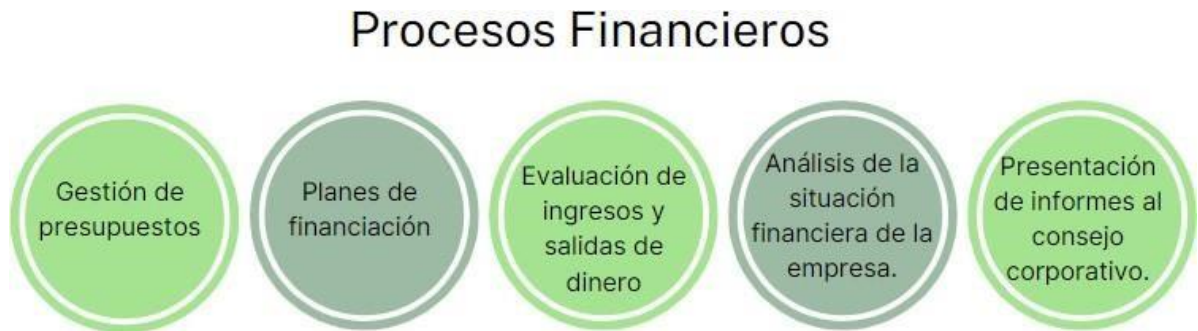 Procesos Financieros
Gestión de
presupuestos
Planes de
financiación
Evaluación de
ingresos y
salidas de
dinero
Análisis de la
situación
financiera de la
empresa.
Presentación
de informes al
consejo
corporativo.